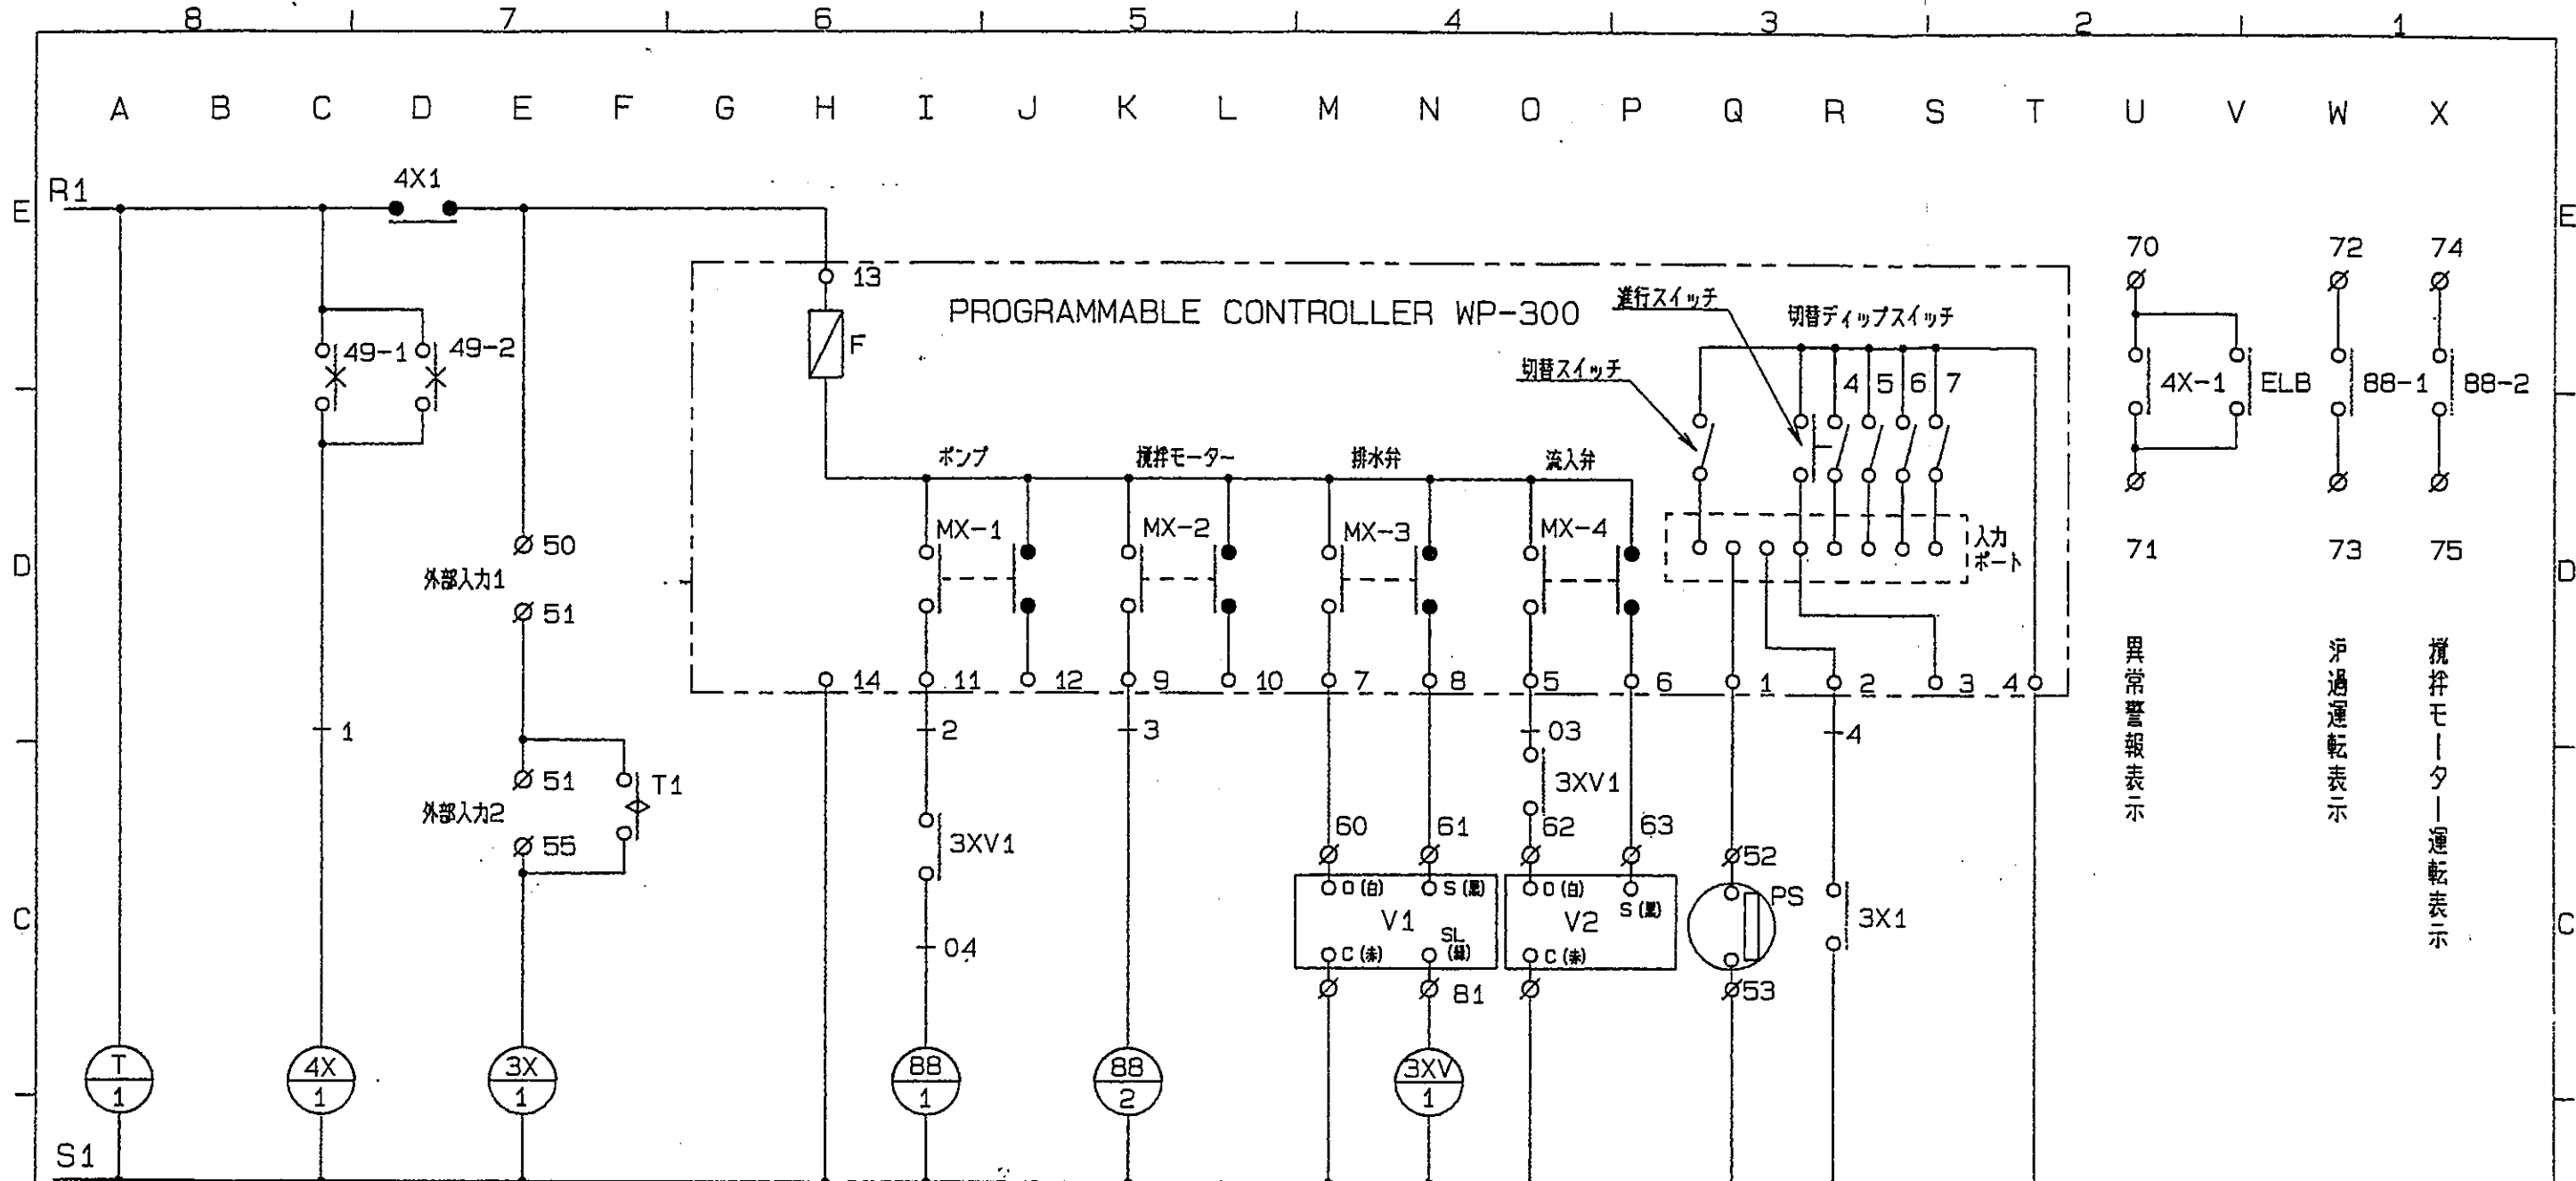 8 7 6 5 4 3 2 1
A B C D E F G H I J K L M N O P Q R S T U V W X
R1
4X1
E
E
70 72 74
13
PROGRAMMABLE CONTROLLER WP-300
進行スイッチ
切替ディップスイッチ
F
49-1 49-2
切替スイッチ
4 5 6 7
4X-1 ELB 88-1 88-2
ポンプ
撹拌モーター
排水弁
流入弁
MX-1 MX-2 MX-3 MX-4
50
外部入力1
51
入力
ポート
71 73 75
D
D
14 11 12 9 10 7 8 5 6 1 2 3 4
異常警報表示
沪過運転表示
撹拌モーター運転表示
1
2 3 03 4
51
T1
外部入力2
55
3XV1
3XV1
60 61 62 63
52
O (白) S (黒) O (白) S (黒)
PS
V1 V2
3X1
C
C
04
SL
C (赤) (緑) C (赤)
81
53
T
1
4X
1
3X
1
88
1
88
2
3XV
1
S1